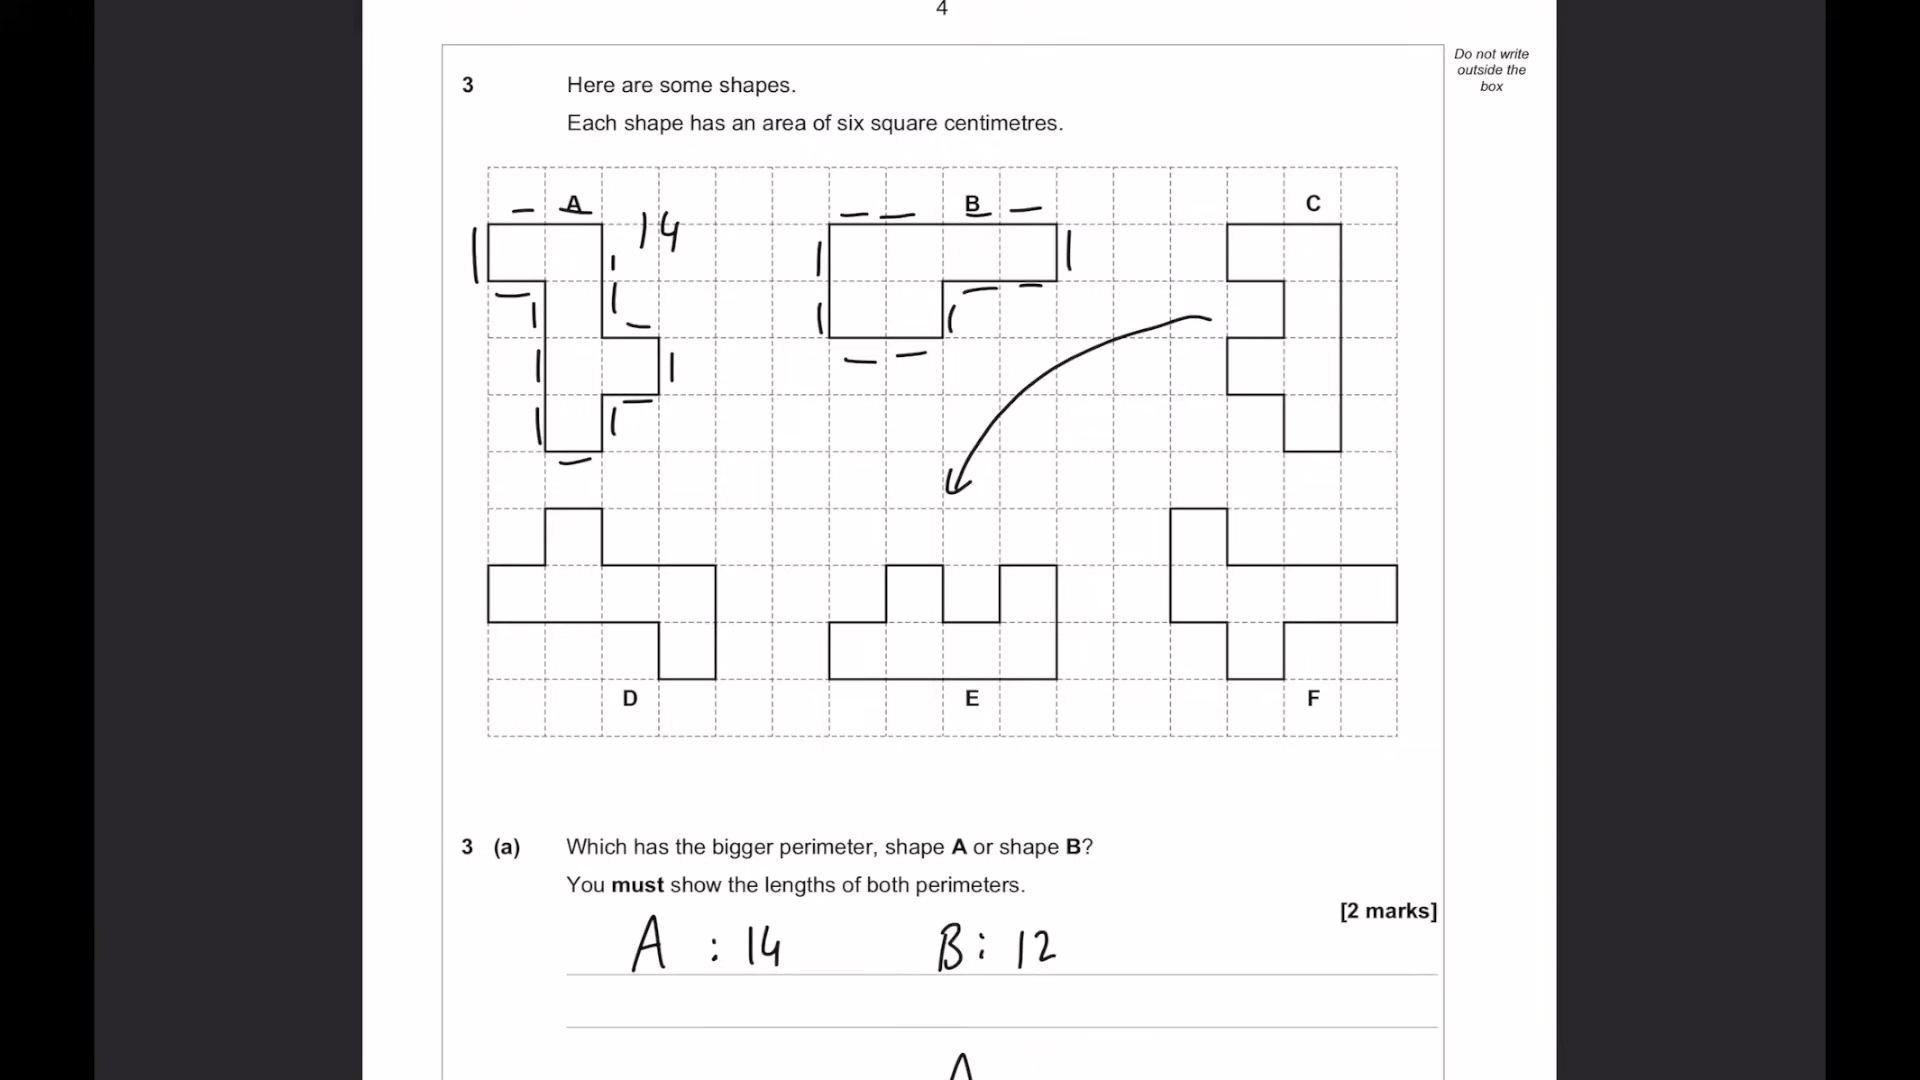 4
Do not write
outside the
box
3 Here are some shapes.
Each shape has an area of six square centimetres.
A B C
14
D E F
3 (a) Which has the bigger perimeter, shape A or shape B?
You must show the lengths of both perimeters.
[2 marks]
A : 14 B : 12
A